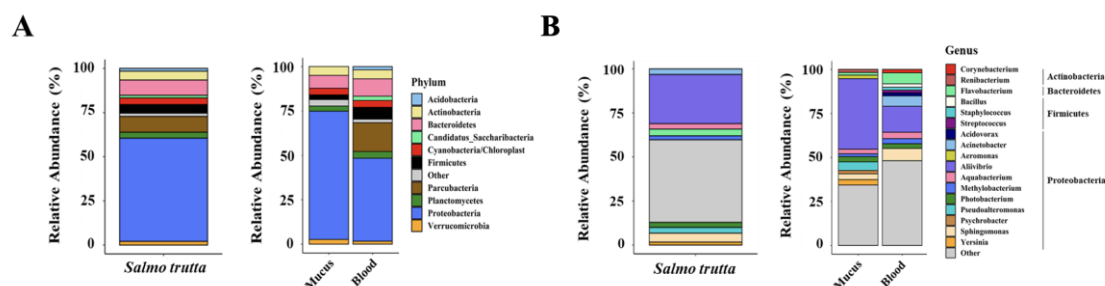 A
Relative Abundance (%)
100
75
50
25
0
Salmo trutta
Relative Abundance (%)
100
75
50
25
0
Mucus
Blood
Phylum
Acidobacteria
Actinobacteria
Bacteroidetes
Candidatus_Saccharibacteria
Cyanobacteria/Chloroplast
Firmicutes
Other
Parcubacteria
Planctomycetes
Proteobacteria
Verrucomicrobia
B
Relative Abundance (%)
100
75
50
25
0
Salmo trutta
Relative Abundance (%)
100
75
50
25
0
Mucus
Blood
Genus
Corynebacterium
Renibacterium
Flavobacterium
Bacillus
Staphylococcus
Streptococcus
Acidovorax
Acinetobacter
Aeromonas
Aliivibrio
Aquabacterium
Methylobacterium
Photobacterium
Pseudoalteromonas
Psychrobacter
Sphingomonas
Yersinia
Other
Actinobacteria
Bacteroidetes
Firmicutes
Proteobacteria